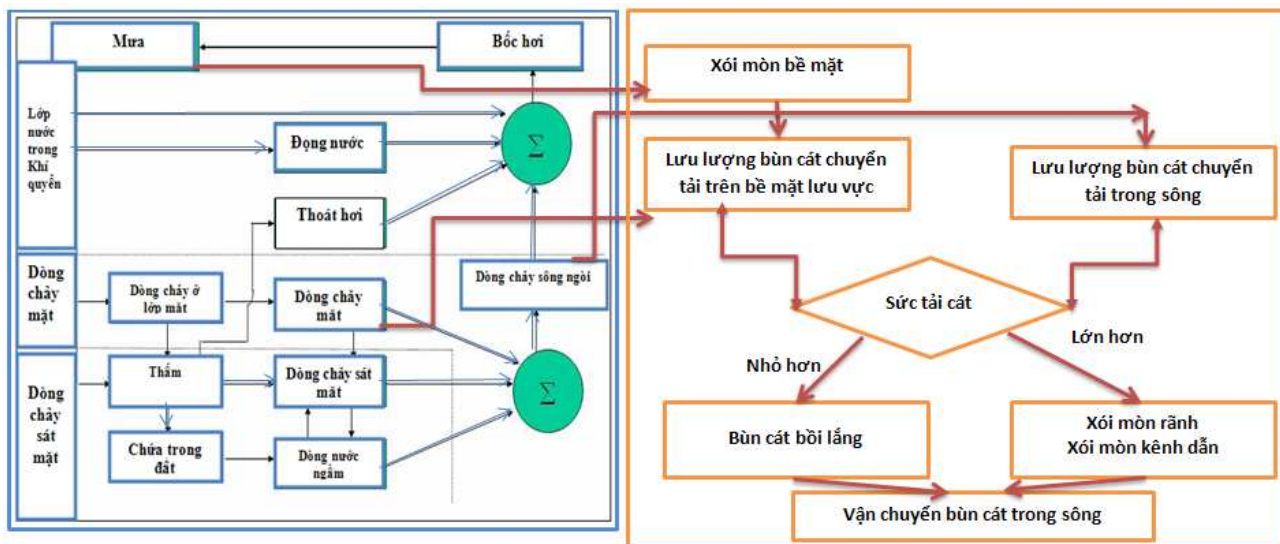 Mưa
Bốc hơi
Lớp
nước
trong
Khí
quyển
Σ
Đọng nước
Thoát hơi
Dòng
chảy
mặt
Dòng chảy ở
lớp mặt
Dòng chảy
mặt
Dòng chảy sông ngòi
Dòng
chảy
sát
mặt
Thấm
Dòng chảy sát
mặt
Σ
Chứa trong
đất
Dòng nước
ngầm
Xói mòn bề mặt
Lưu lượng bùn cát chuyển
tải trên bề mặt lưu vực
Lưu lượng bùn cát chuyển
tải trong sông
Sức tải cát
Nhỏ hơn
Lớn hơn
Bùn cát bồi lắng
Xói mòn rãnh
Xói mòn kênh dẫn
Vận chuyển bùn cát trong sông